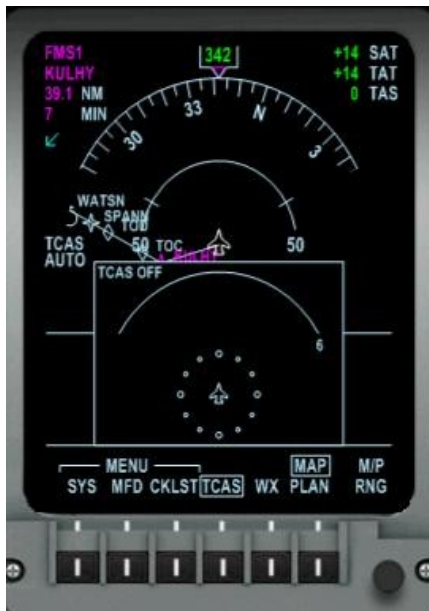 FMS1 342 +14 SAT
KULHY +14 TAT
39.1 NM 0 TAS
7 MIN
30 33 N 3
WATSN
SPANN
TOD
TCAS 50 TOC 50
AUTO KULHY
TCAS OFF
6
MENU MAP M/P
SYS MFD CKLST TCAS WX PLAN RNG